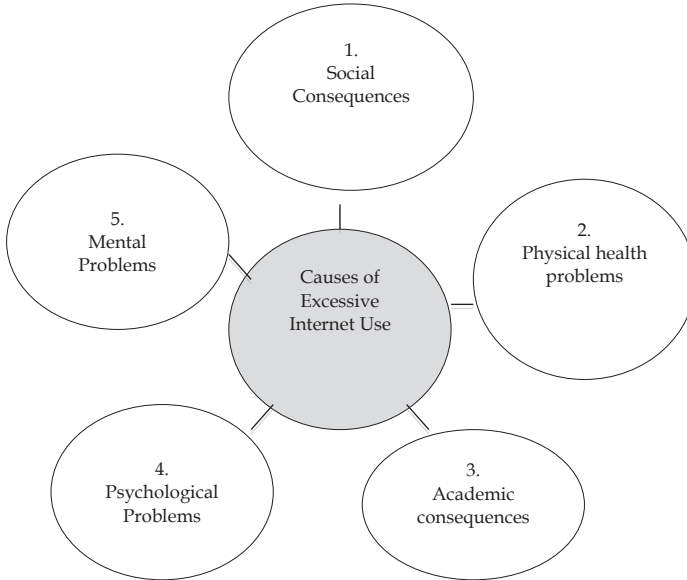 1.
Social
Consequences
5.
Mental
Problems
2.
Physical health
problems
Causes of
Excessive
Internet Use
4.
Psychological
Problems
3.
Academic
consequences